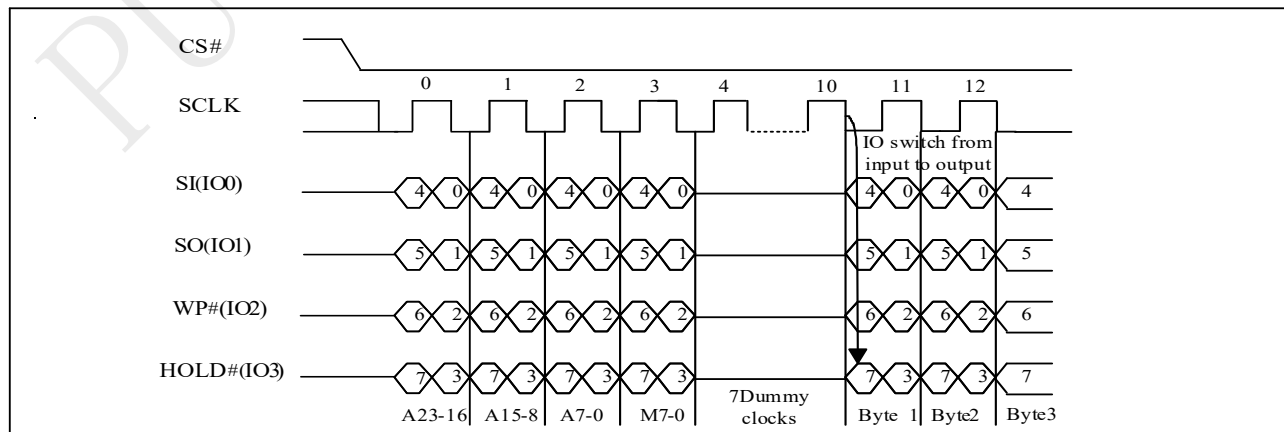 CS#
0 1 2 3 4 10 11 12
SCLK
IO switch from
input to output
SI(IO0) 4 0 4 0 4 0 4 0 4 0 4 0 4
SO(IO1) 5 1 5 1 5 1 5 1 5 1 5 1 5
WP#(IO2) 6 2 6 2 6 2 6 2 6 2 6 2 6
HOLD#(IO3) 7 3 7 3 7 3 7 3 7 3 7 3 7
7Dummy
clocks
A23-16 A15-8 A7-0 M7-0 Byte 1 Byte2 Byte3